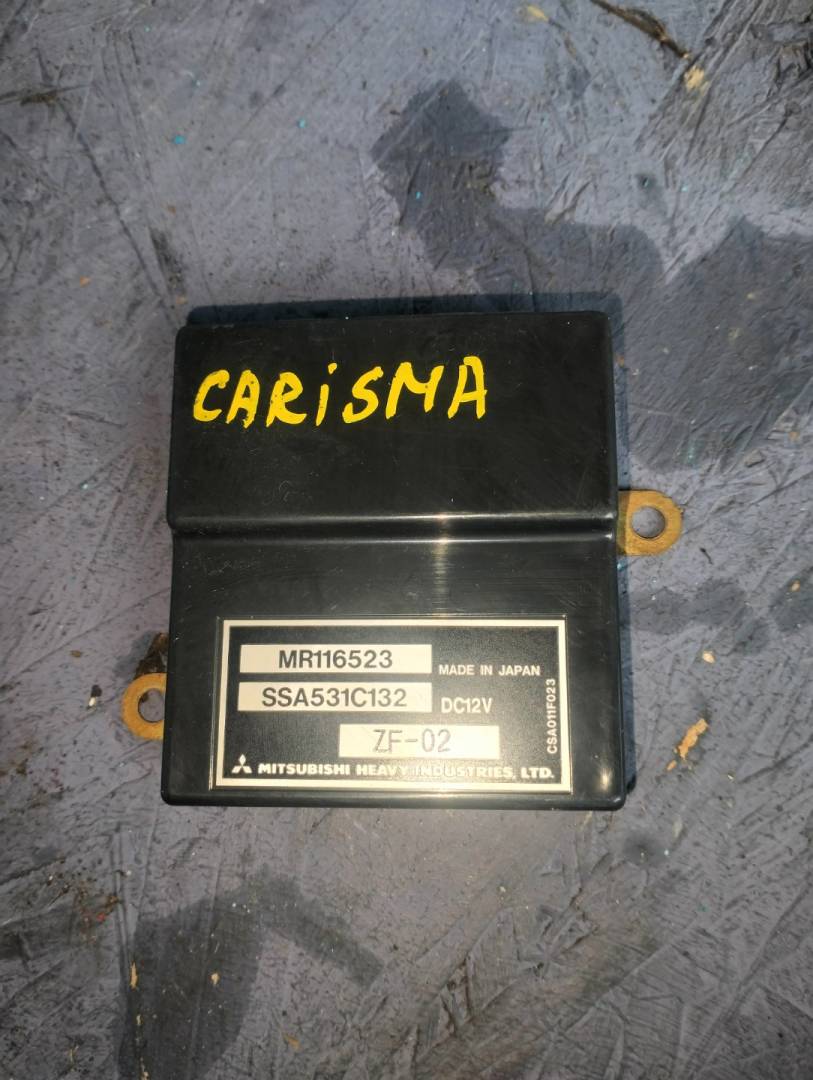 CARiSMA
MR116523
MADE IN JAPAN
SSA531C132
DC12V
ZF-02
CSA011F023
MITSUBISHI HEAVY INDUSTRIES, LTD.